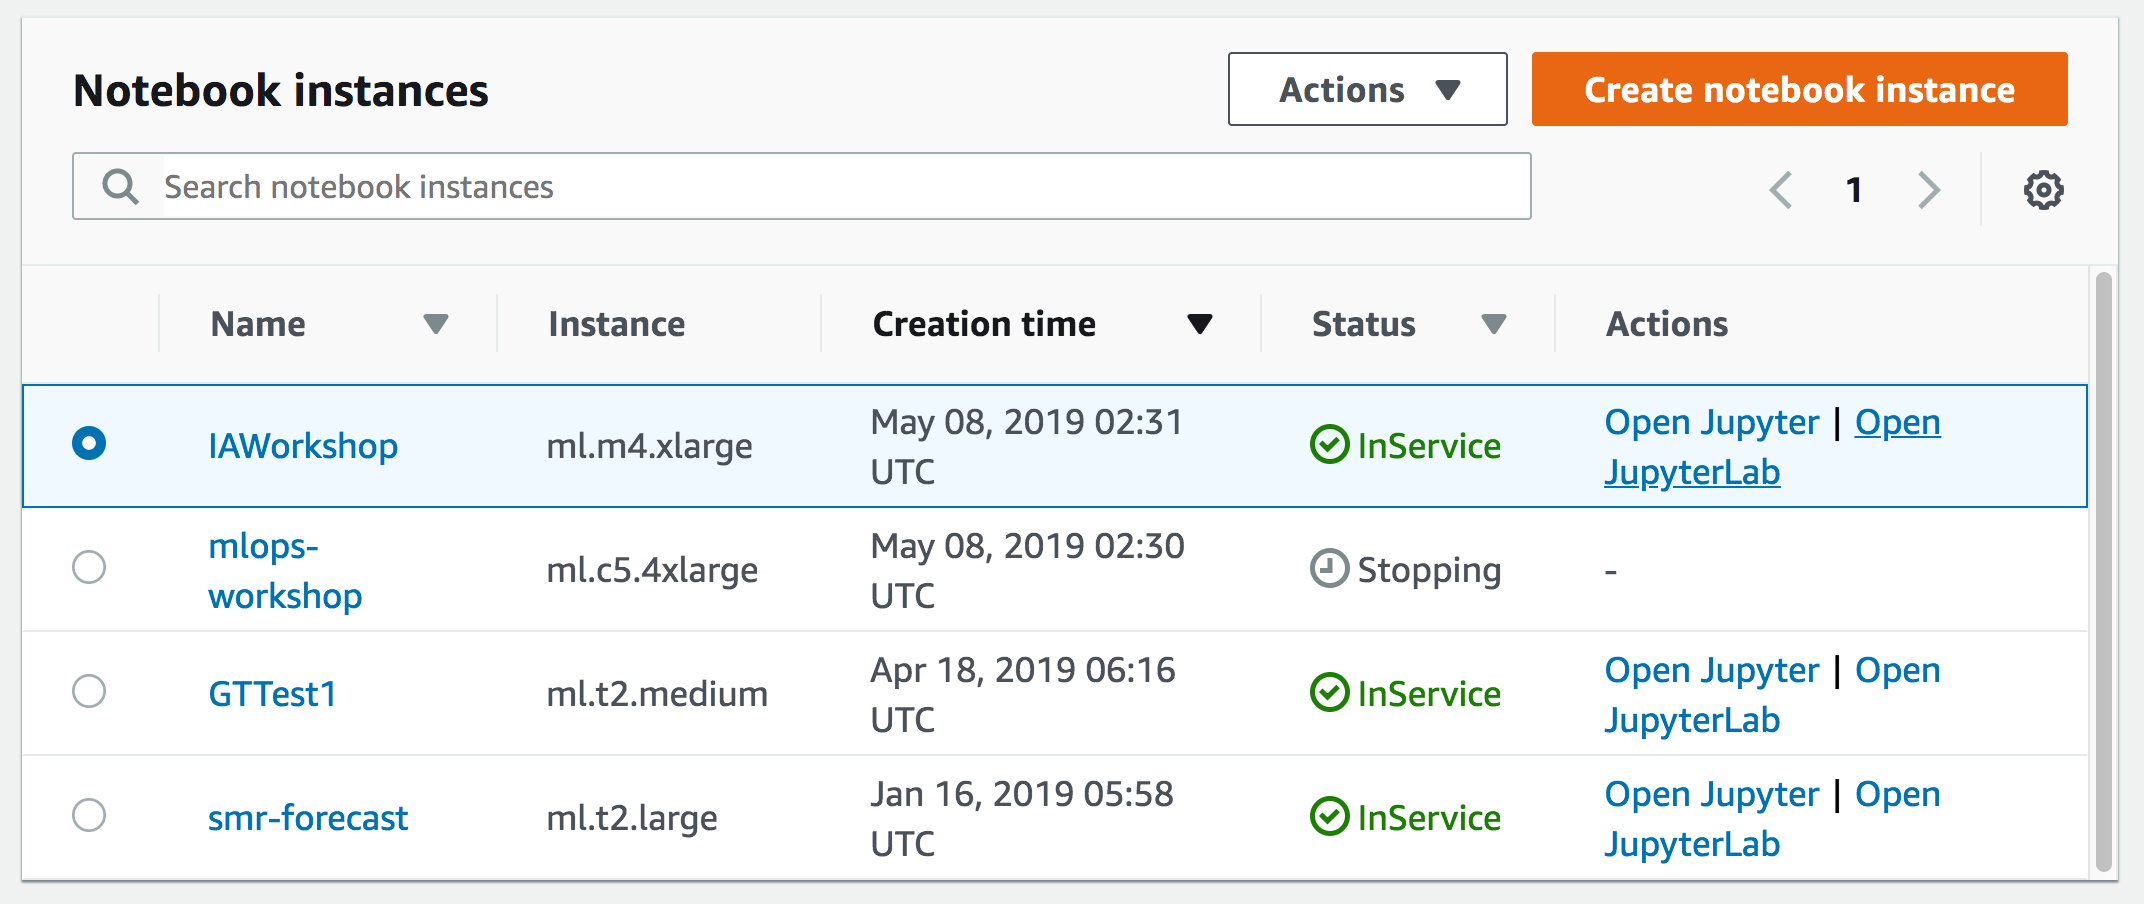 Notebook instances
Actions
Create notebook instance
Search notebook instances
1
Name
Instance
Creation time
Status
Actions
IAWorkshop
ml.m4.xlarge
May 08, 2019 02:31
UTC
InService
Open Jupyter | Open
JupyterLab
mlops-
workshop
ml.c5.4xlarge
May 08, 2019 02:30
UTC
Stopping
-
GTTest1
ml.t2.medium
Apr 18, 2019 06:16
UTC
InService
Open Jupyter | Open
JupyterLab
smr-forecast
ml.t2.large
Jan 16, 2019 05:58
UTC
InService
Open Jupyter | Open
JupyterLab